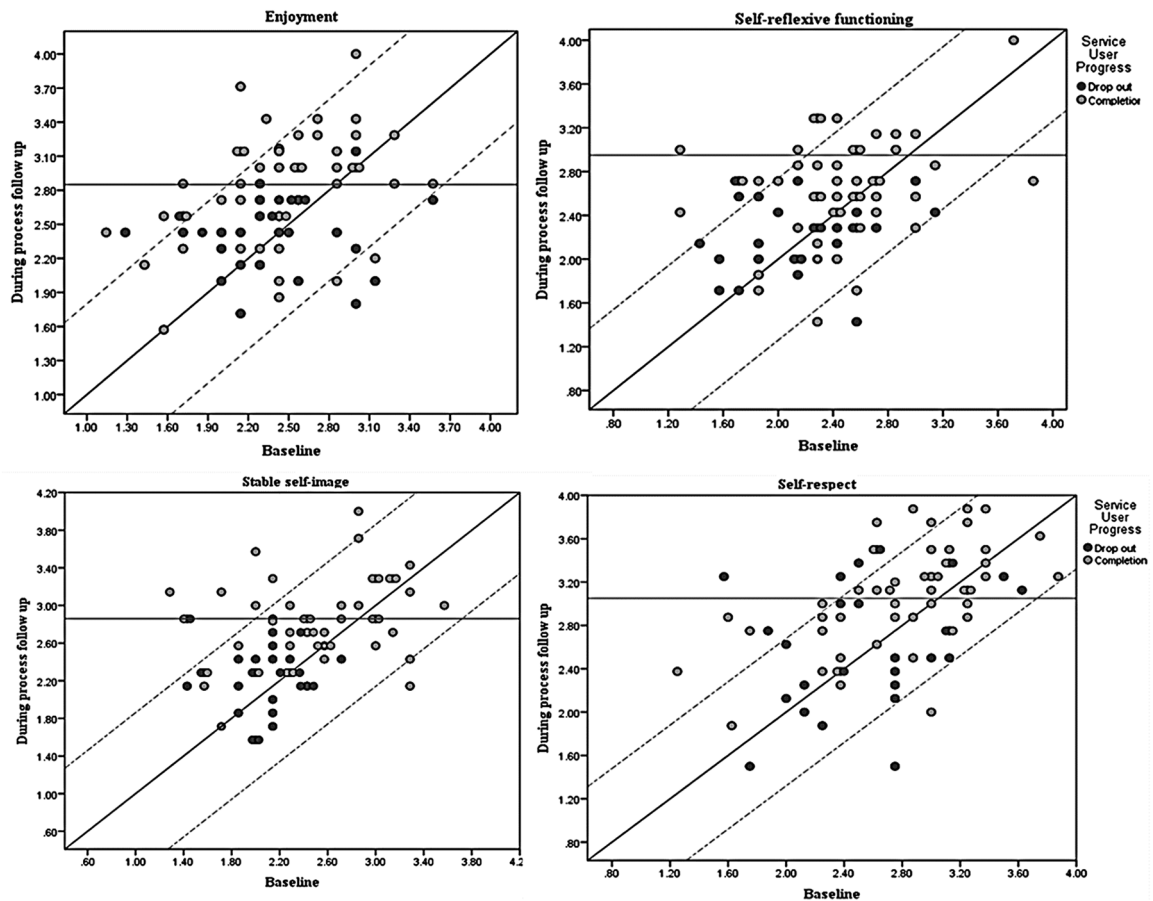 Enjoyment
4.00
3.70
3.40
3.10
2.80
2.50
2.20
1.90
1.60
1.30
1.00
During process follow up
1.00 1.30 1.60 1.90 2.20 2.50 2.80 3.10 3.40 3.70 4.00
Baseline
Self-reflexive functioning
4.00
3.60
3.20
2.80
2.40
2.00
1.60
1.20
.80
During process follow up
.80 1.20 1.60 2.00 2.40 2.80 3.20 3.60 4.00
Baseline
Service
User
Progress
Drop out
Completior
Stable self-image
4.20
3.80
3.40
3.00
2.60
2.20
1.80
1.40
1.00
.60
During process follow up
.60 1.00 1.40 1.80 2.20 2.60 3.00 3.40 3.80 4.2
Baseline
Self-respect
4.00
3.60
3.20
2.80
2.40
2.00
1.60
1.20
.80
During process follow up
.80 1.20 1.60 2.00 2.40 2.80 3.20 3.60 4.00
Baseline
Service
User
Progress
Drop out
Completion